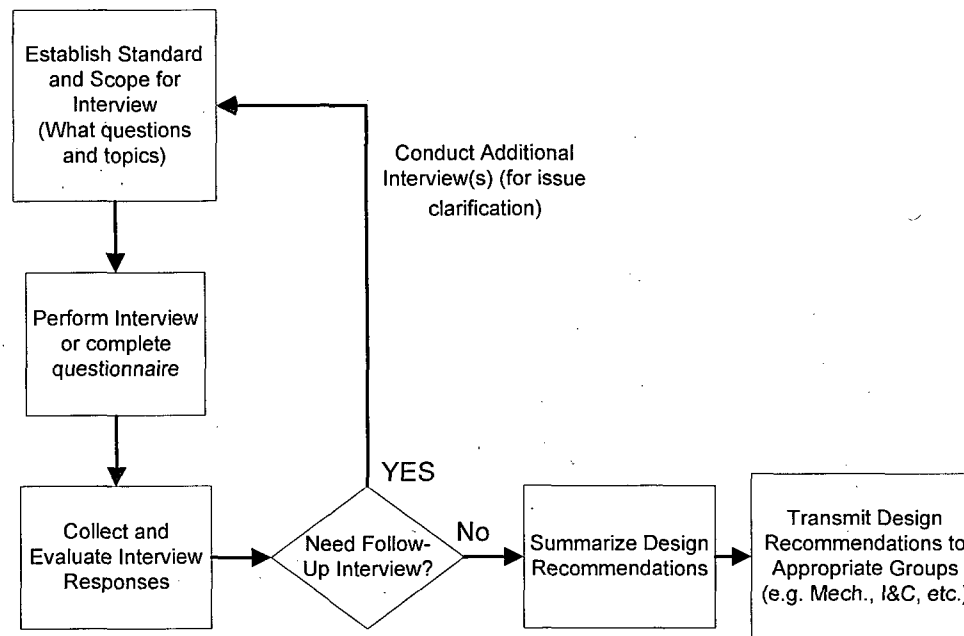 Establish Standard
and Scope for
Interview
(What questions
and topics)
Conduct Additional
Interview(s) (for issue
clarification)
Perform Interview
or complete
questionnaire
YES
Collect and
Evaluate Interview
Responses
Need Follow-
Up Interview?
No
Summarize Design
Recommendations
Transmit Design
Recommendations to
Appropriate Groups
(e.g. Mech., I&C, etc.)